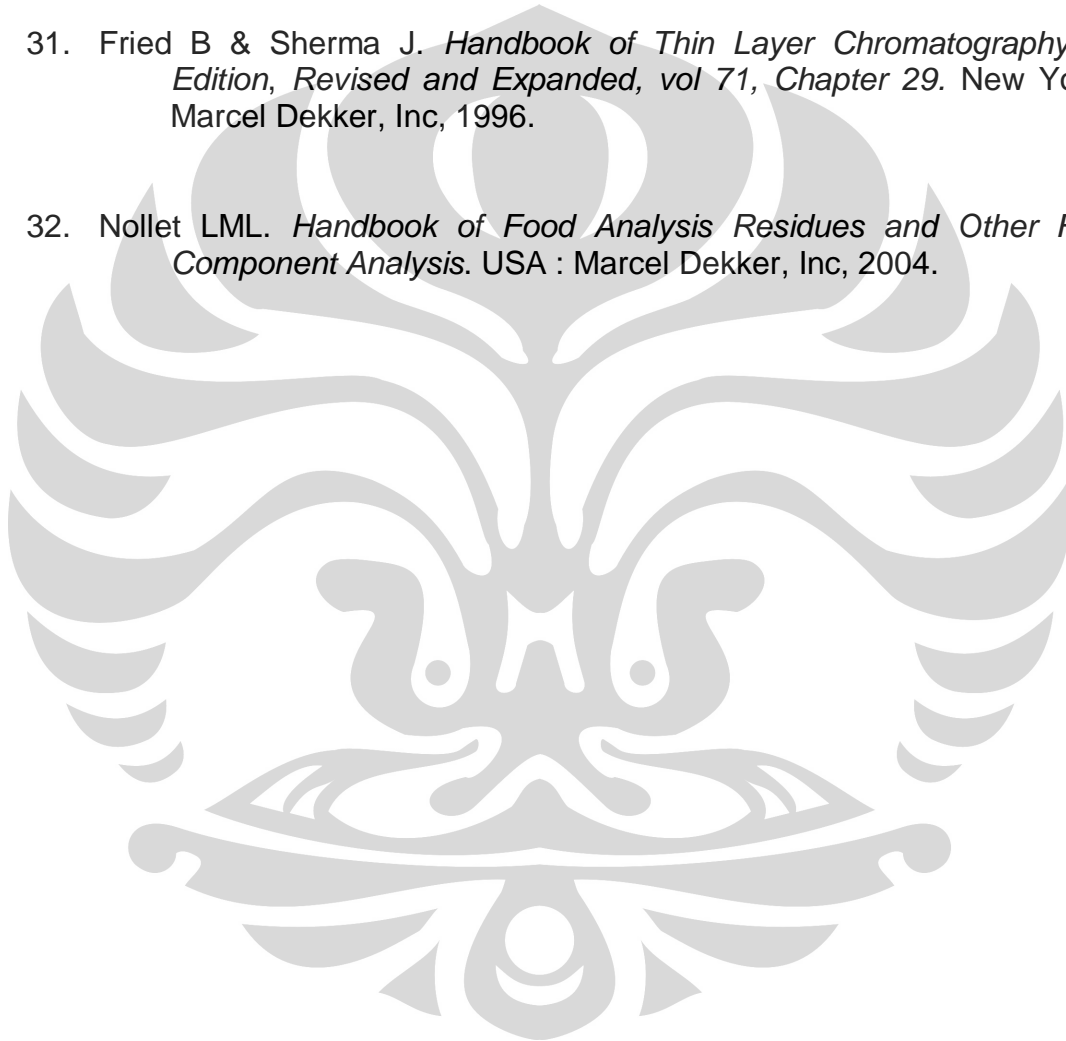 31. Fried B & Sherma J. Handbook of Thin Layer Chromatography
Edition, Revised and Expanded, vol 71, Chapter 29. New
Marcel Dekker, Inc, 1996.
32. Nollet LML. Handbook of Food Analysis Residues and Other
Component Analysis. USA : Marcel Dekker, Inc, 2004.